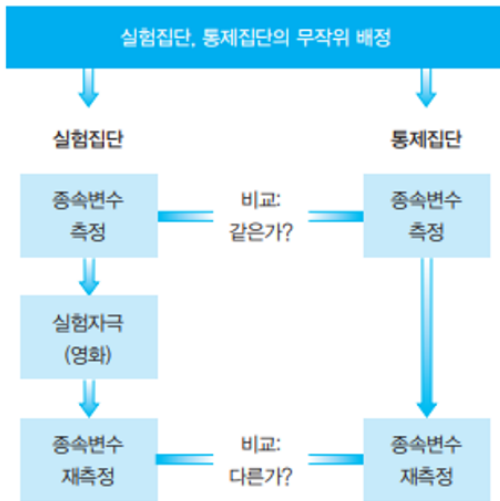 실험집단, 통제집단의 무작위 배정
실험집단
통제집단
종속변수
측정
비교:
같은가?
종속변수
측정
실험자극
(영화)
종속변수
재측정
비교:
다른가?
종속변수
재측정